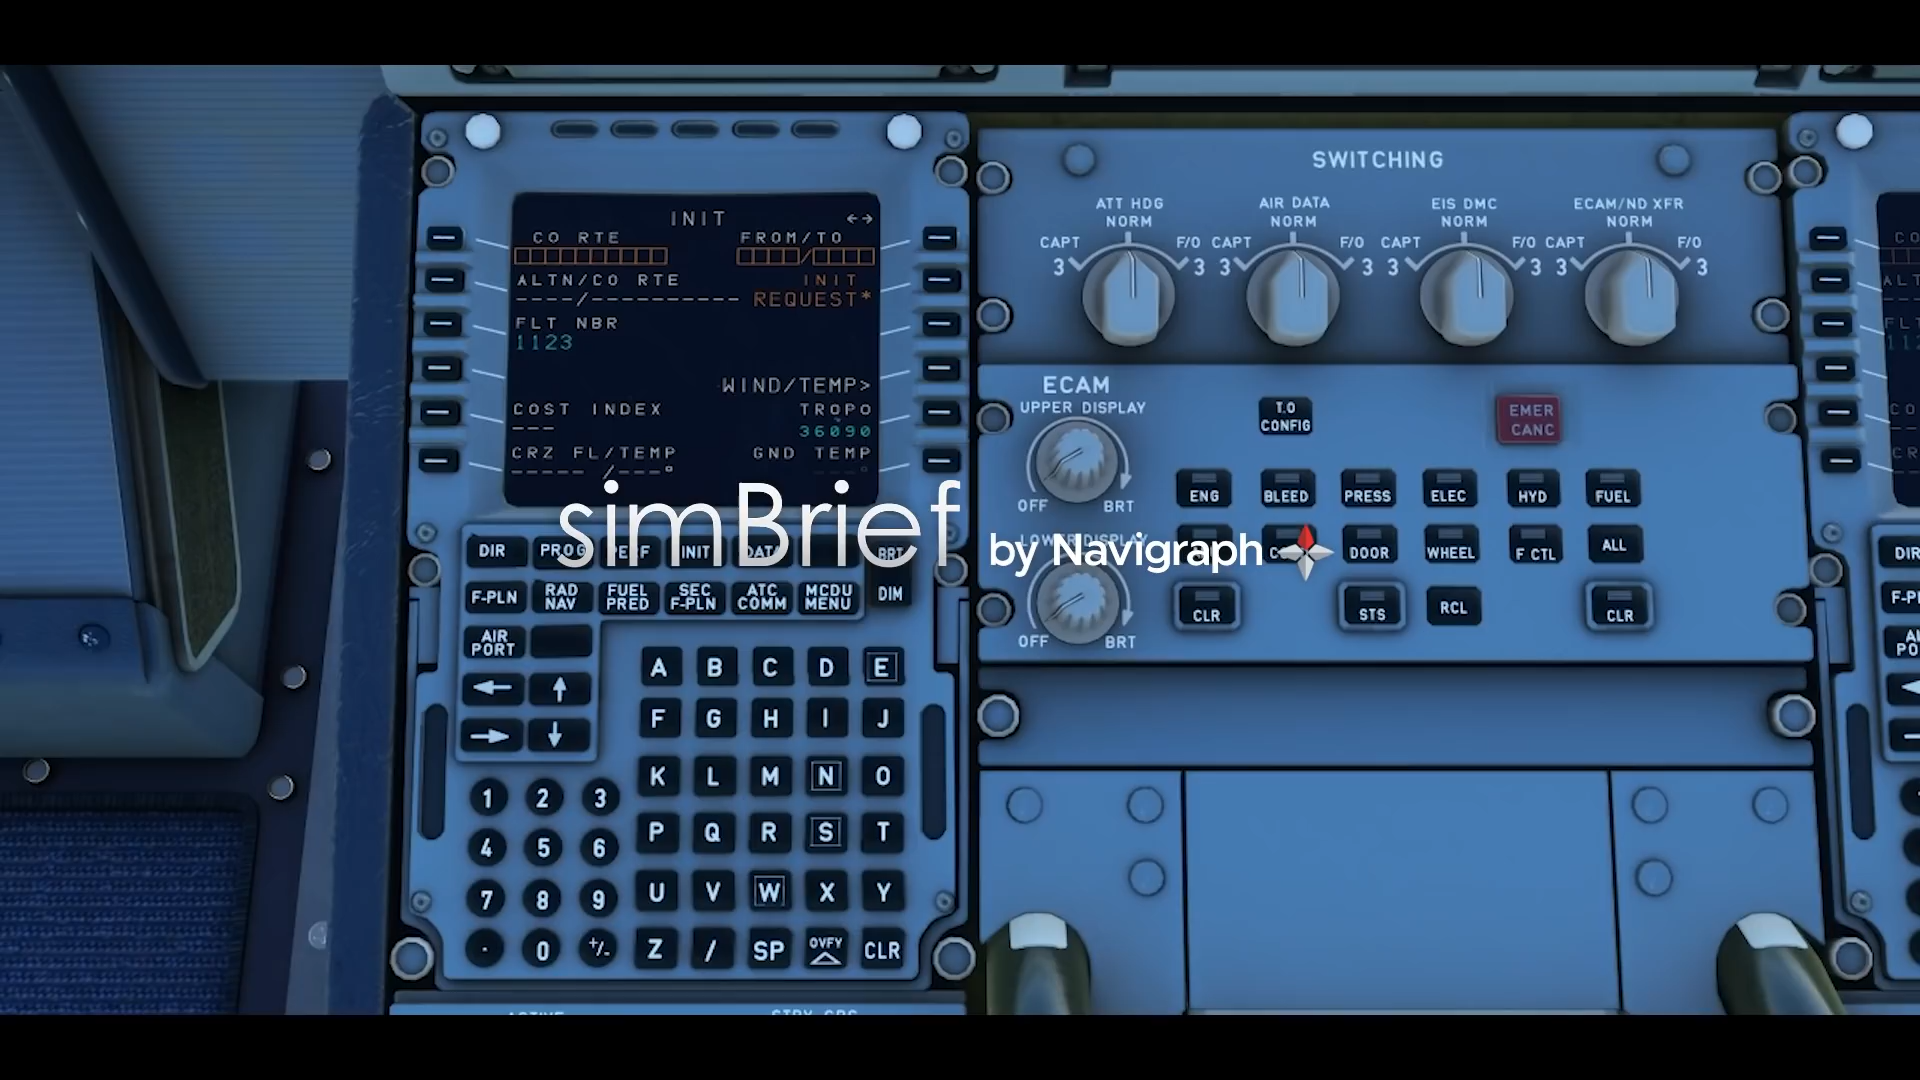 INIT ←→
CO RTE FROM/TO
ALTN/CO RTE INIT
----/---------- REQUEST*
FLT NBR
1123
WIND/TEMP>
COST INDEX TROPO
--- 36090
CRZ FL/TEMP GND TEMP
----- /---° ---°
simBrief by Navigraph
DIR PROG PERF INIT DATA BRT
F-PLN RAD NAV FUEL PRED SEC F-PLN ATC COMM MCDU MENU DIM
AIR PORT
← ↑
→ ↓
A B C D E
F G H I J
K L M N O
P Q R S T
U V W X Y
Z / SP OVFY CLR
1 2 3
4 5 6
7 8 9
. 0 +/-
SWITCHING
ATT HDG AIR DATA EIS DMC ECAM/ND XFR
NORM NORM NORM NORM
CAPT F/O CAPT F/O CAPT F/O CAPT F/O
3 3 3 3 3 3 3 3
ECAM
UPPER DISPLAY
OFF BRT
LOWER DISPLAY
OFF BRT
T.O CONFIG
EMER CANC
ENG BLEED PRESS ELEC HYD FUEL
DOOR WHEEL F CTL ALL
CLR STS RCL CLR
DIR